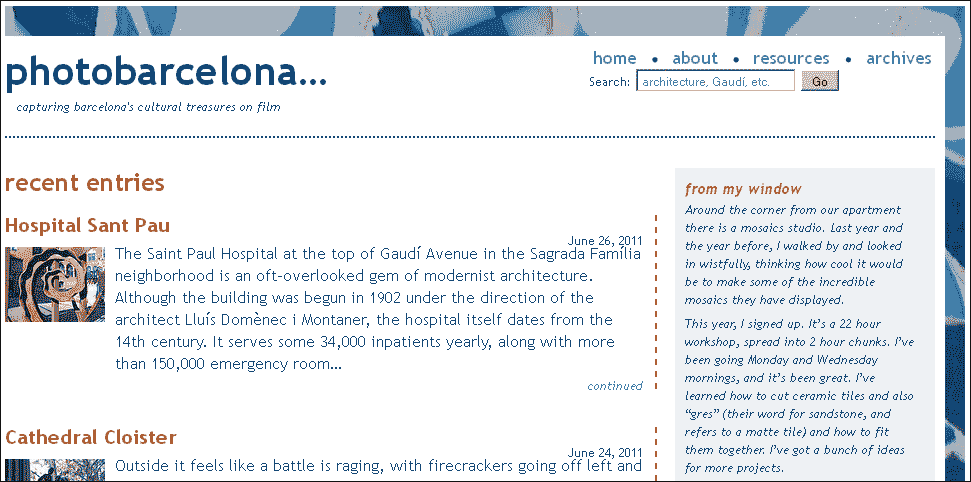 photobarcelona...
capturing barcelona's cultural treasures on film
home • about • resources • archives
Search: architecture, Gaudí, etc. Go
recent entries
Hospital Sant Pau
June 26, 2011
The Saint Paul Hospital at the top of Gaudí Avenue in the Sagrada Família
neighborhood is an oft-overlooked gem of modernist architecture.
Although the building was begun in 1902 under the direction of the
architect Lluís Domènec i Montaner, the hospital itself dates from the
14th century. It serves some 34,000 inpatients yearly, along with more
than 150,000 emergency room...
continued
Cathedral Cloister
June 24, 2011
Outside it feels like a battle is raging, with firecrackers going off left and
from my window
Around the corner from our apartment
there is a mosaics studio. Last year and
the year before, I walked by and looked
in wistfully, thinking how cool it would
be to make some of the incredible
mosaics they have displayed.
This year, I signed up. It's a 22 hour
workshop, spread into 2 hour chunks. I've
been going Monday and Wednesday
mornings, and it's been great. I've
learned how to cut ceramic tiles and also
“gres” (their word for sandstone, and
refers to a matte tile) and how to fit
them together. I've got a bunch of ideas
for more projects.